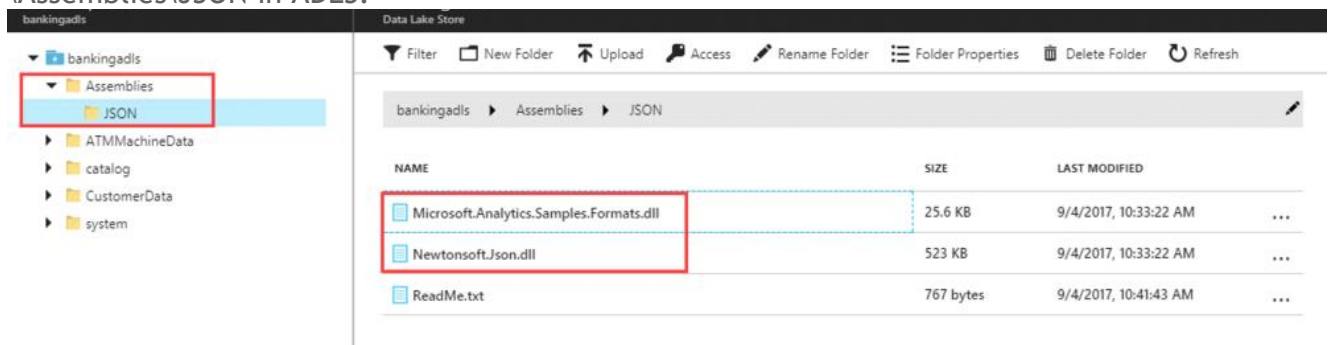 \Assemblies\JSON in ADLS.
bankingadls
Data Lake Store
Filter New Folder Upload Access Rename Folder Folder Properties Delete Folder Refresh
bankingadls
Assemblies
JSON
ATMMachineData
catalog
CustomerData
system
bankingadls Assemblies JSON
NAME SIZE LAST MODIFIED
Microsoft.Analytics.Samples.Formats.dll 25.6 KB 9/4/2017, 10:33:22 AM ...
Newtonsoft.Json.dll 523 KB 9/4/2017, 10:33:22 AM ...
ReadMe.txt 767 bytes 9/4/2017, 10:41:43 AM ...